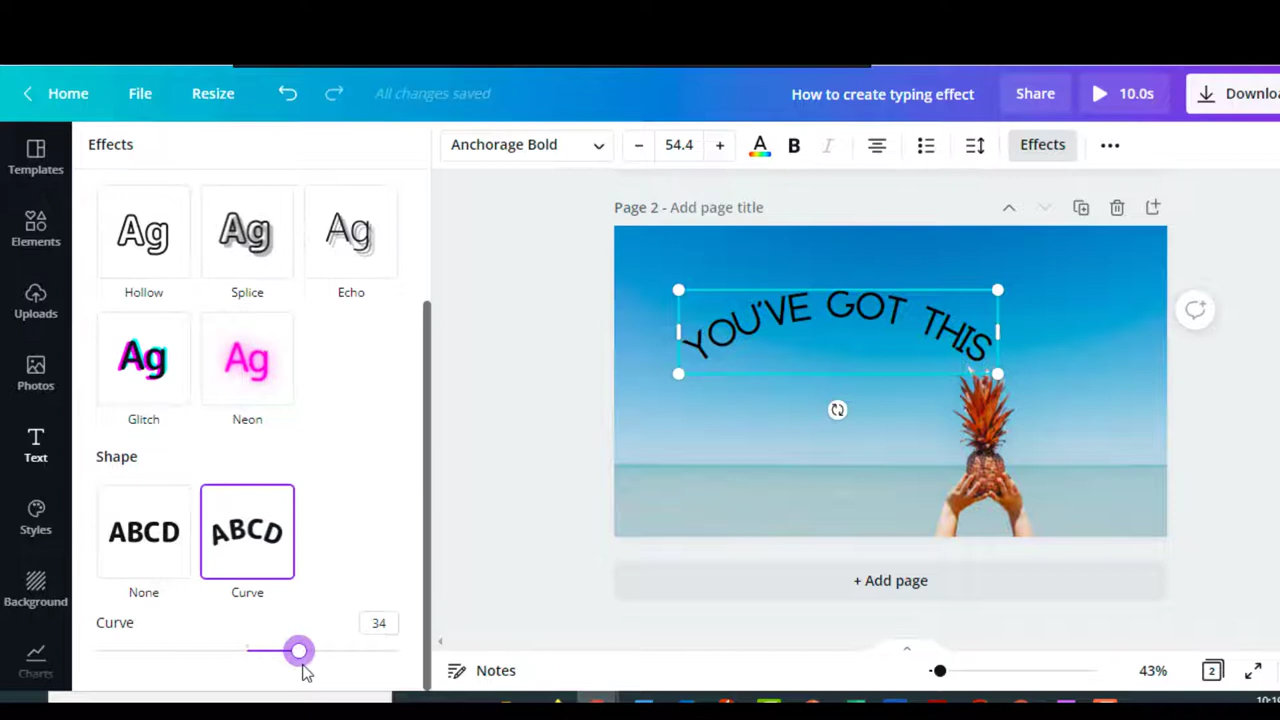 Home File Resize All changes saved How to create typing effect Share 10.0s Downloa
Templates
Elements
Uploads
Photos
Text
Styles
Background
Charts
Effects
Ag Ag Ag
Hollow Splice Echo
Ag Ag
Glitch Neon
Shape
ABCD ABCD
None Curve
Curve 34
Anchorage Bold 54.4 A B I Effects
Page 2 - Add page title
YOU'VE GOT THIS
+ Add page
Notes 43% 2